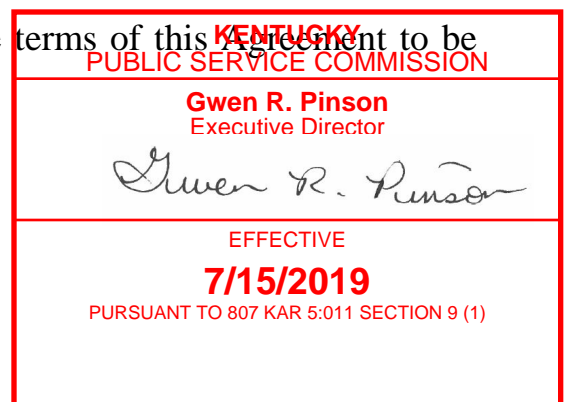 terms of this Agreement to be
KENTUCKY
PUBLIC SERVICE COMMISSION
Gwen R. Pinson
Executive Director
Gwen R. Pinson
EFFECTIVE
7/15/2019
PURSUANT TO 807 KAR 5:011 SECTION 9 (1)